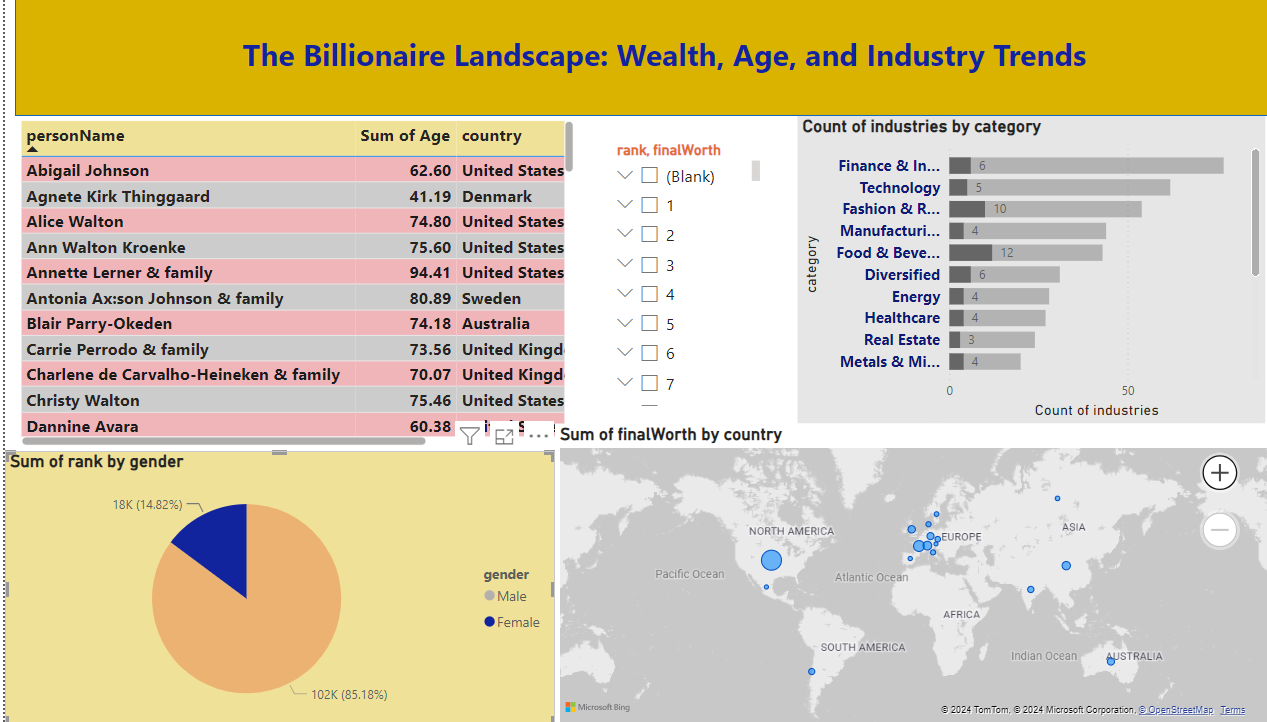 The Billionaire Landscape: Wealth, Age, and Industry Trends
personName Sum of Age country
Abigail Johnson 62.60 United States
Agnete Kirk Thinggaard 41.19 Denmark
Alice Walton 74.80 United States
Ann Walton Kroenke 75.60 United States
Annette Lerner & family 94.41 United States
Antonia Ax:son Johnson & family 80.89 Sweden
Blair Parry-Okeden 74.18 Australia
Carrie Perrodo & family 73.56 United Kingd
Charlene de Carvalho-Heineken & family 70.07 United Kingd
Christy Walton 75.46 United States
Dannine Avara 60.38
rank, finalWorth
(Blank)
1
2
3
4
5
6
7
Count of industries by category
category
Finance & In... 6
Technology 5
Fashion & R... 10
Manufacturi... 4
Food & Beve... 12
Diversified 6
Energy 4
Healthcare 4
Real Estate 3
Metals & Mi... 4
0 50
Count of industries
Sum of rank by gender
18K (14.82%)
102K (85.18%)
gender
Male
Female
Sum of finalWorth by country
NORTH AMERICA
EUROPE
ASIA
Pacific Ocean
Atlantic Ocean
AFRICA
SOUTH AMERICA
Indian Ocean
AUSTRALIA
Microsoft Bing
© 2024 TomTom, © 2024 Microsoft Corporation, © OpenStreetMap Terms